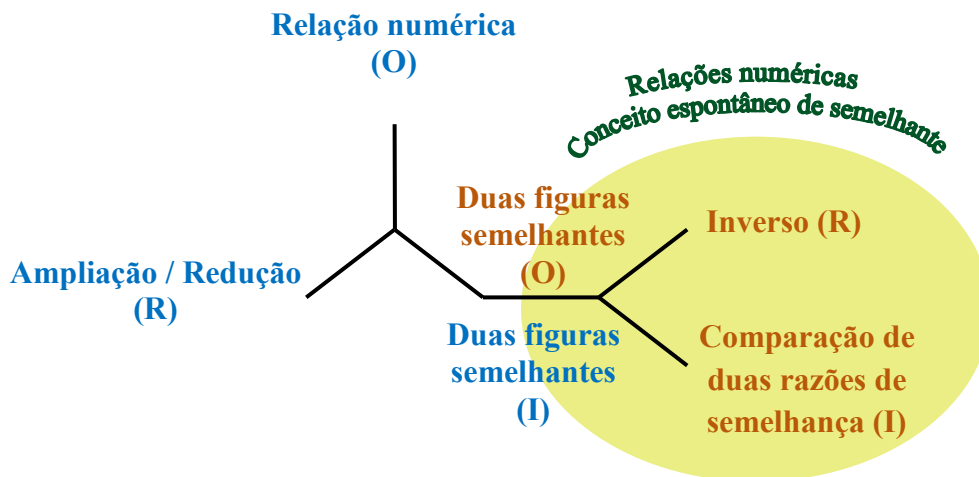 Relação numérica
(O)
Relações numéricas
Conceito espontâneo de semelhante
Duas figuras
semelhantes
(O)
Inverso (R)
Ampliação / Redução
(R)
Duas figuras
semelhantes
(I)
Comparação de
duas razões de
semelhança (I)